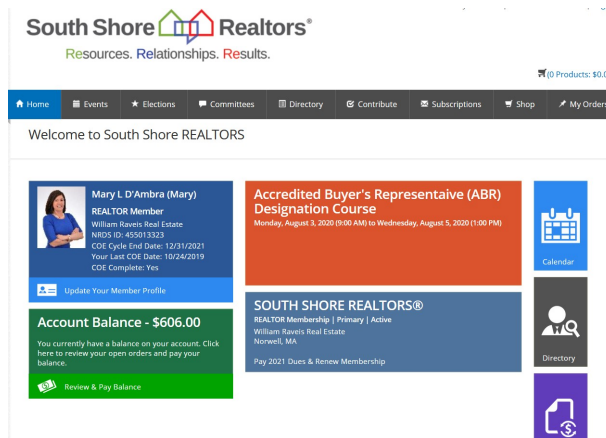 South Shore Realtors®
Resources. Relationships. Results.
(0 Products: $0.0
Home Events Elections Committees Directory Contribute Subscriptions Shop My Orders
Welcome to South Shore REALTORS
Mary L D'Ambra (Mary)
REALTOR Member
William Raveis Real Estate
NRDS ID: 455013323
COE Cycle End Date: 12/31/2021
Your Last COE Date: 10/24/2019
COE Complete: Yes
Update Your Member Profile
Account Balance - $606.00
You currently have a balance on your account. Click
here to review your open orders and pay your
balance.
Review & Pay Balance
Accredited Buyer's Representaive (ABR)
Designation Course
Monday, August 3, 2020 (9:00 AM) to Wednesday, August 5, 2020 (1:00 PM)
SOUTH SHORE REALTORS®
REALTOR Membership | Primary | Active
William Raveis Real Estate
Norwell, MA
Pay 2021 Dues & Renew Membership
Calendar
Directory